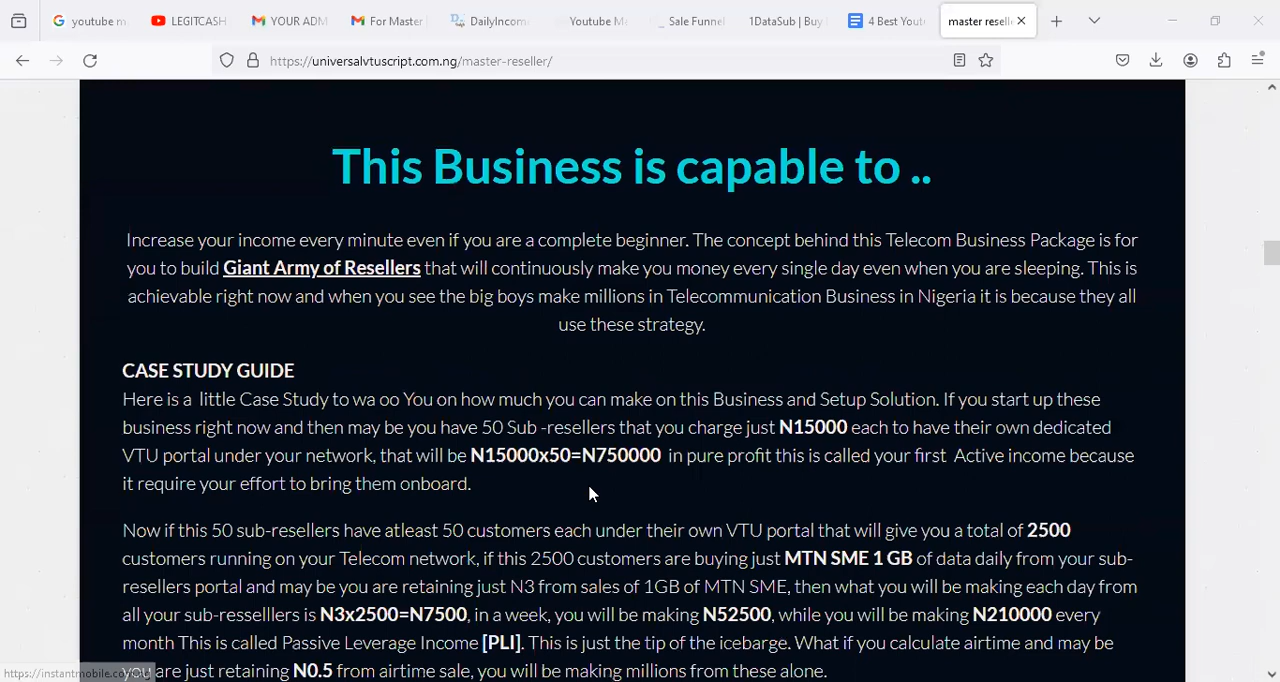 youtube m
LEGITCASH
YOUR ADM
For Master
DailyIncom
Youtube Ma
Sale Funnel
1DataSub | Buy
4 Best Yout
master resell
https://universalvtuscript.com.ng/master-reseller/
This Business is capable to ..
Increase your income every minute even if you are a complete beginner. The concept behind this Telecom Business Package is for
you to build Giant Army of Resellers that will continuously make you money every single day even when you are sleeping. This is
achievable right now and when you see the big boys make millions in Telecommunication Business in Nigeria it is because they all
use these strategy.
CASE STUDY GUIDE
Here is a little Case Study to wa oo You on how much you can make on this Business and Setup Solution. If you start up these
business right now and then may be you have 50 Sub -resellers that you charge just N15000 each to have their own dedicated
VTU portal under your network, that will be N15000x50=N750000 in pure profit this is called your first Active income because
it require your effort to bring them onboard.
Now if this 50 sub-resellers have atleast 50 customers each under their own VTU portal that will give you a total of 2500
customers running on your Telecom network, if this 2500 customers are buying just MTN SME 1 GB of data daily from your sub-
resellers portal and may be you are retaining just N3 from sales of 1GB of MTN SME, then what you will be making each day from
all your sub-ressselllers is N3x2500=N7500, in a week, you will be making N52500, while you will be making N210000 every
month This is called Passive Leverage Income [PLI]. This is just the tip of the icebarge. What if you calculate airtime and may be
you are just retaining N0.5 from airtime sale, you will be making millions from these alone.
https://instantmobile.com.ng